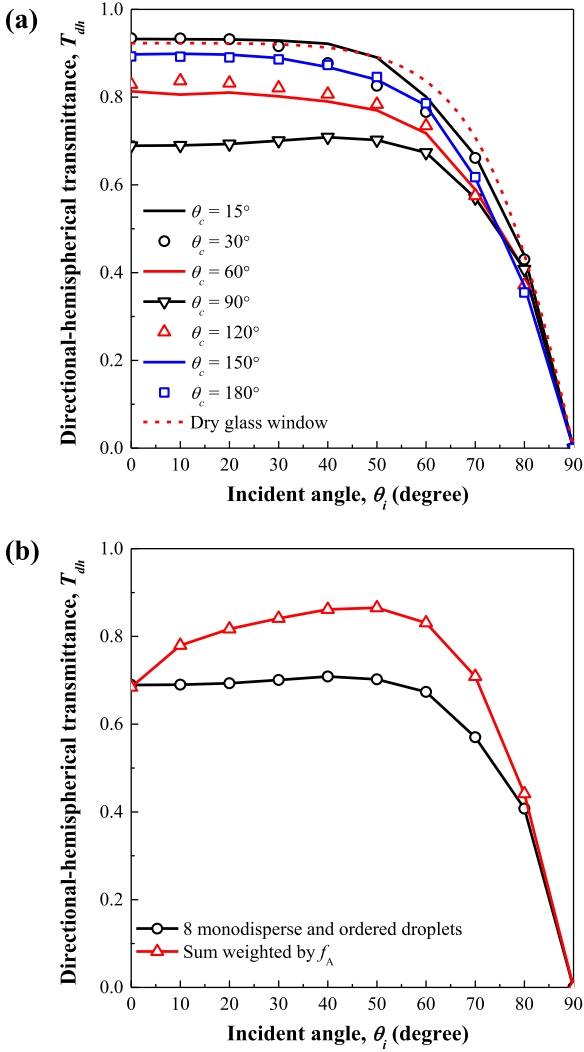 (a)
Directional-hemispherical transmittance, T_dh
1.0
0.8
0.6
0.4
0.2
0.0
θ_c = 15°
θ_c = 30°
θ_c = 60°
θ_c = 90°
θ_c = 120°
θ_c = 150°
θ_c = 180°
Dry glass window
0 10 20 30 40 50 60 70 80 90
Incident angle, θ_i (degree)
(b)
Directional-hemispherical transmittance, T_dh
1.0
0.8
0.6
0.4
0.2
0.0
8 monodisperse and ordered droplets
Sum weighted by f_A
0 10 20 30 40 50 60 70 80 90
Incident angle, θ_i (degree)